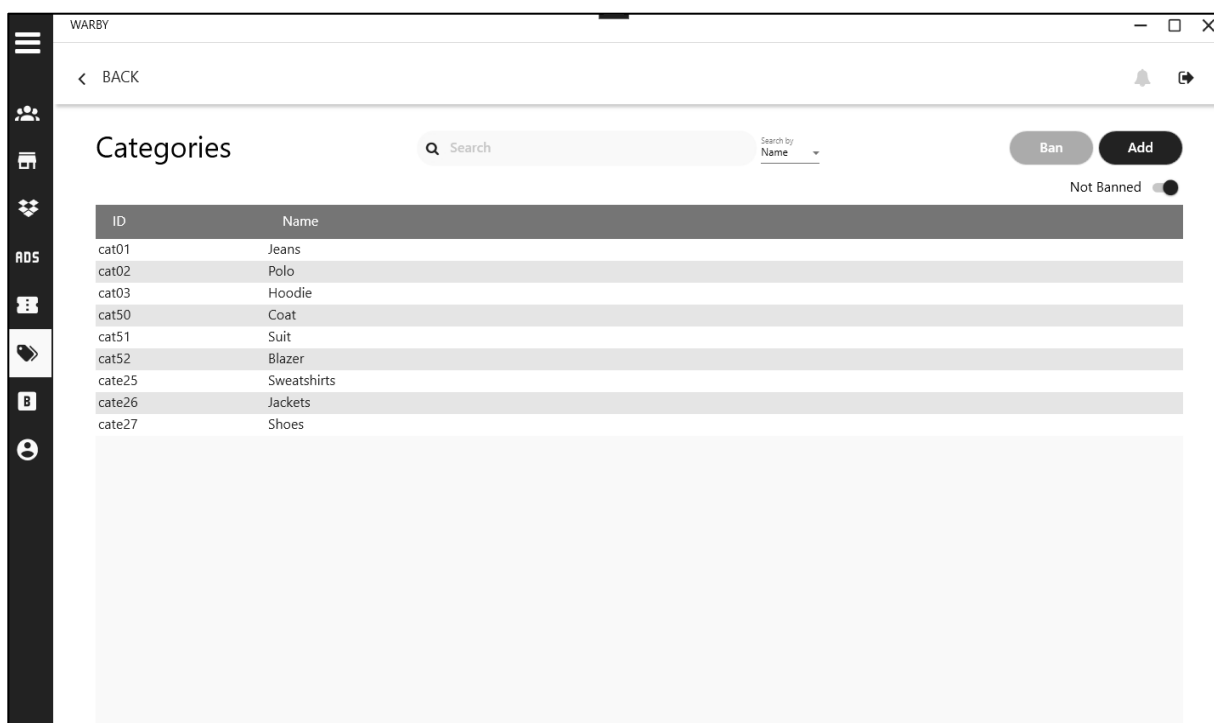 WARBY
BACK
Categories
Search
Search by
Name
Ban
Add
Not Banned
ID Name
cat01 Jeans
cat02 Polo
cat03 Hoodie
cat50 Coat
cat51 Suit
cat52 Blazer
cate25 Sweatshirts
cate26 Jackets
cate27 Shoes
ADS
B